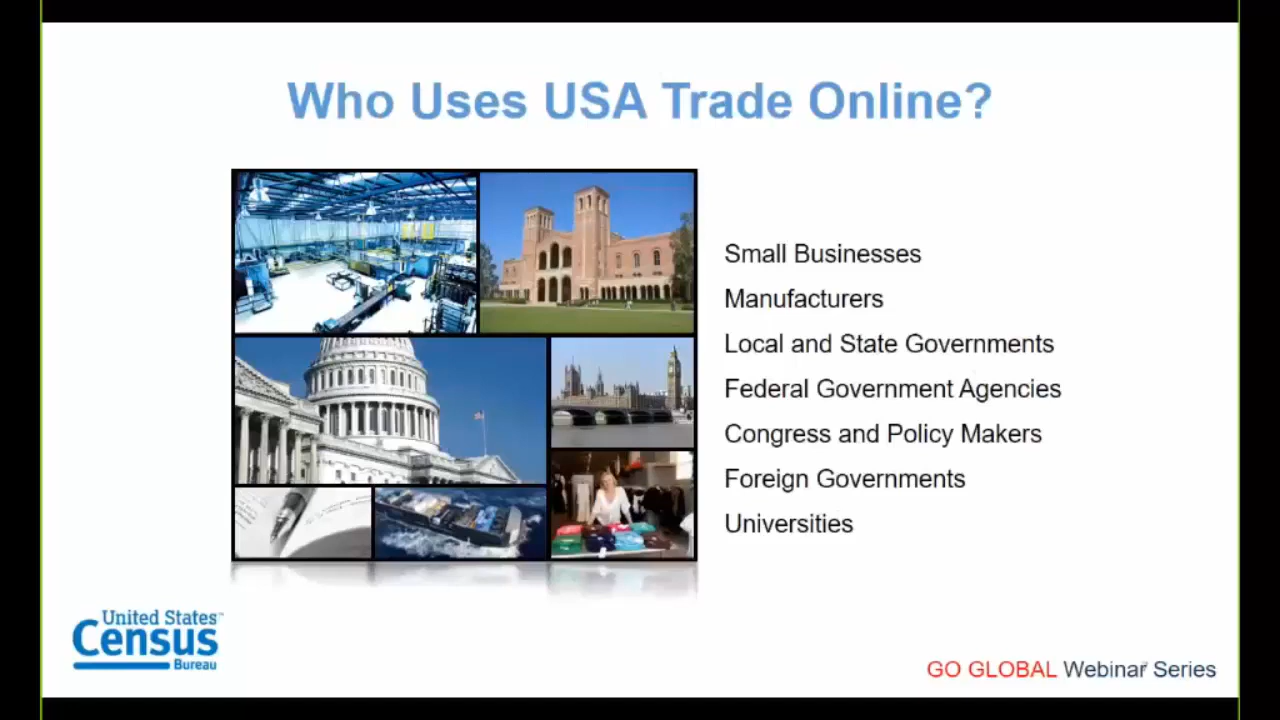 Who Uses USA Trade Online?
Small Businesses
Manufacturers
Local and State Governments
Federal Government Agencies
Congress and Policy Makers
Foreign Governments
Universities
United States™
Census
Bureau
GO GLOBAL Webinar Series